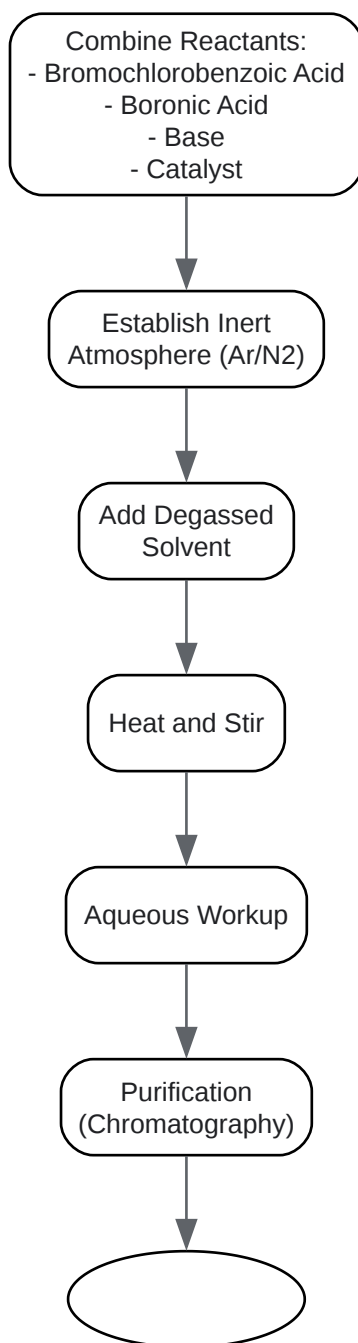 Combine Reactants:
- Bromochlorobenzoic Acid
- Boronic Acid
- Base
- Catalyst
Establish Inert
Atmosphere (Ar/N2)
Add Degassed
Solvent
Heat and Stir
Aqueous Workup
Purification
(Chromatography)